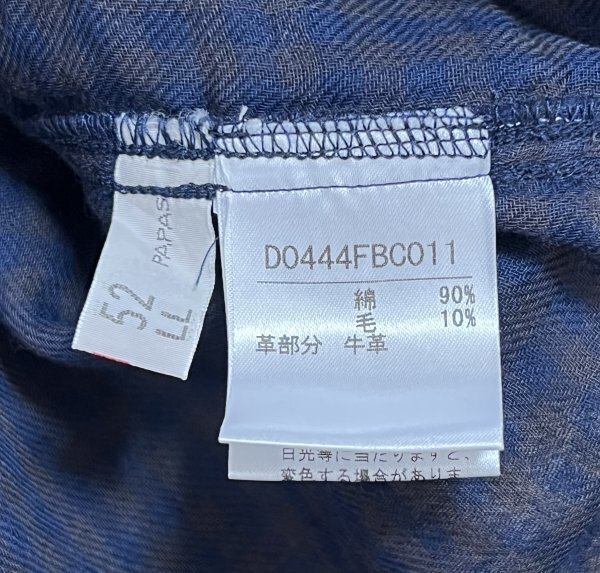 PAPAS
52
LL
D0444FBC011
綿 90%
毛 10%
革部分 牛革
日光等に当たりますと、
変色する場合がありま